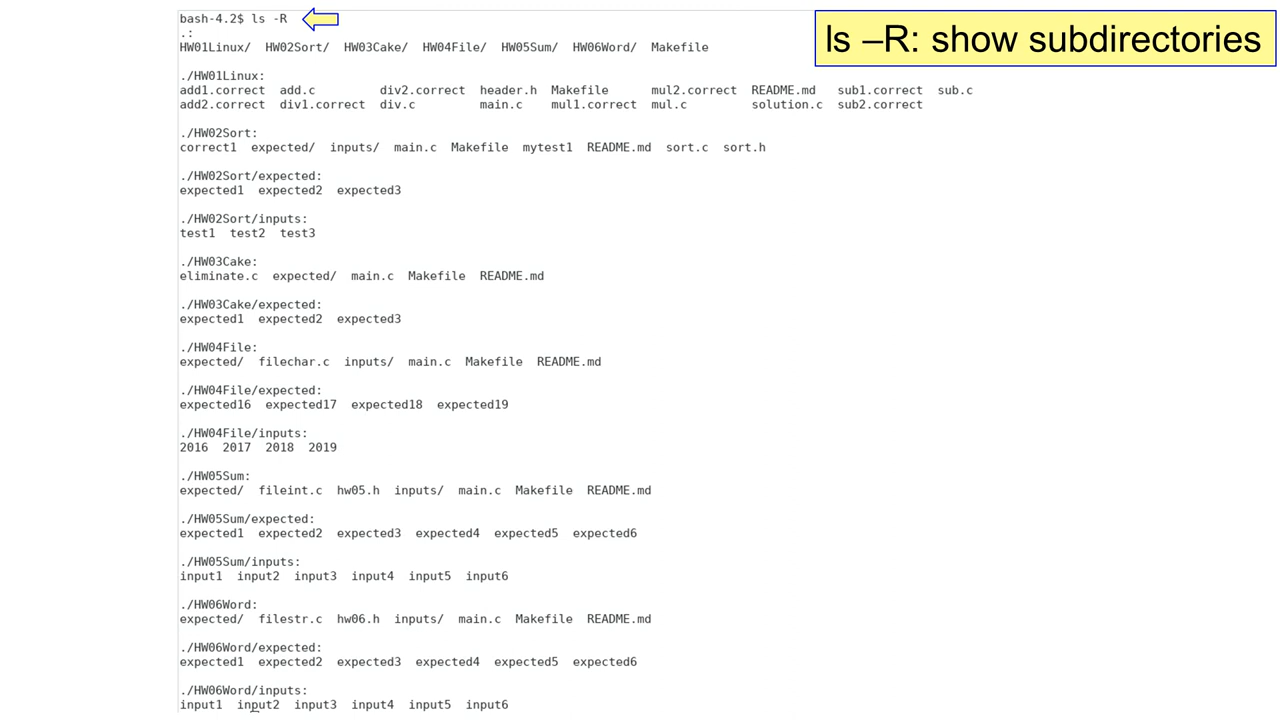 bash-4.2$ ls -R
ls –R: show subdirectories
.:
HW01Linux/  HW02Sort/  HW03Cake/  HW04File/  HW05Sum/  HW06Word/  Makefile
./HW01Linux:
add1.correct  add.c         div2.correct  header.h  Makefile      mul2.correct  README.md   sub1.correct  sub.c
add2.correct  div1.correct  div.c         main.c    mul1.correct  mul.c         solution.c  sub2.correct
./HW02Sort:
correct1  expected/  inputs/  main.c  Makefile  mytest1  README.md  sort.c  sort.h
./HW02Sort/expected:
expected1  expected2  expected3
./HW02Sort/inputs:
test1  test2  test3
./HW03Cake:
eliminate.c  expected/  main.c  Makefile  README.md
./HW03Cake/expected:
expected1  expected2  expected3
./HW04File:
expected/  filechar.c  inputs/  main.c  Makefile  README.md
./HW04File/expected:
expected16  expected17  expected18  expected19
./HW04File/inputs:
2016  2017  2018  2019
./HW05Sum:
expected/  fileint.c  hw05.h  inputs/  main.c  Makefile  README.md
./HW05Sum/expected:
expected1  expected2  expected3  expected4  expected5  expected6
./HW05Sum/inputs:
input1  input2  input3  input4  input5  input6
./HW06Word:
expected/  filestr.c  hw06.h  inputs/  main.c  Makefile  README.md
./HW06Word/expected:
expected1  expected2  expected3  expected4  expected5  expected6
./HW06Word/inputs:
input1  input2  input3  input4  input5  input6